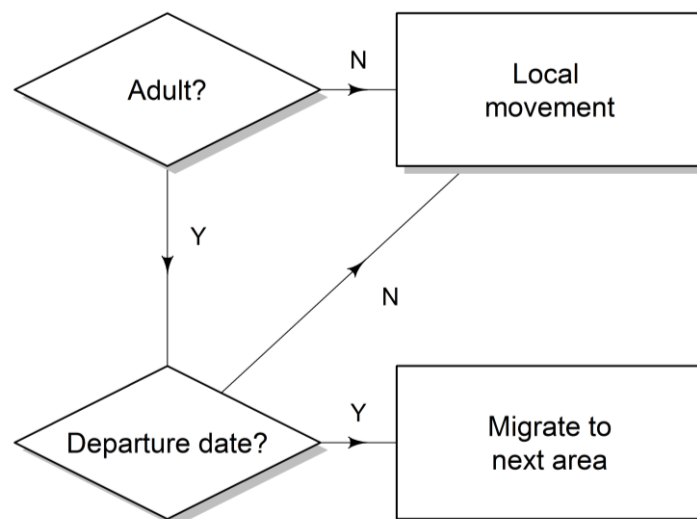 Adult?
N
Local
movement
Y
N
Departure date?
Y
Migrate to
next area